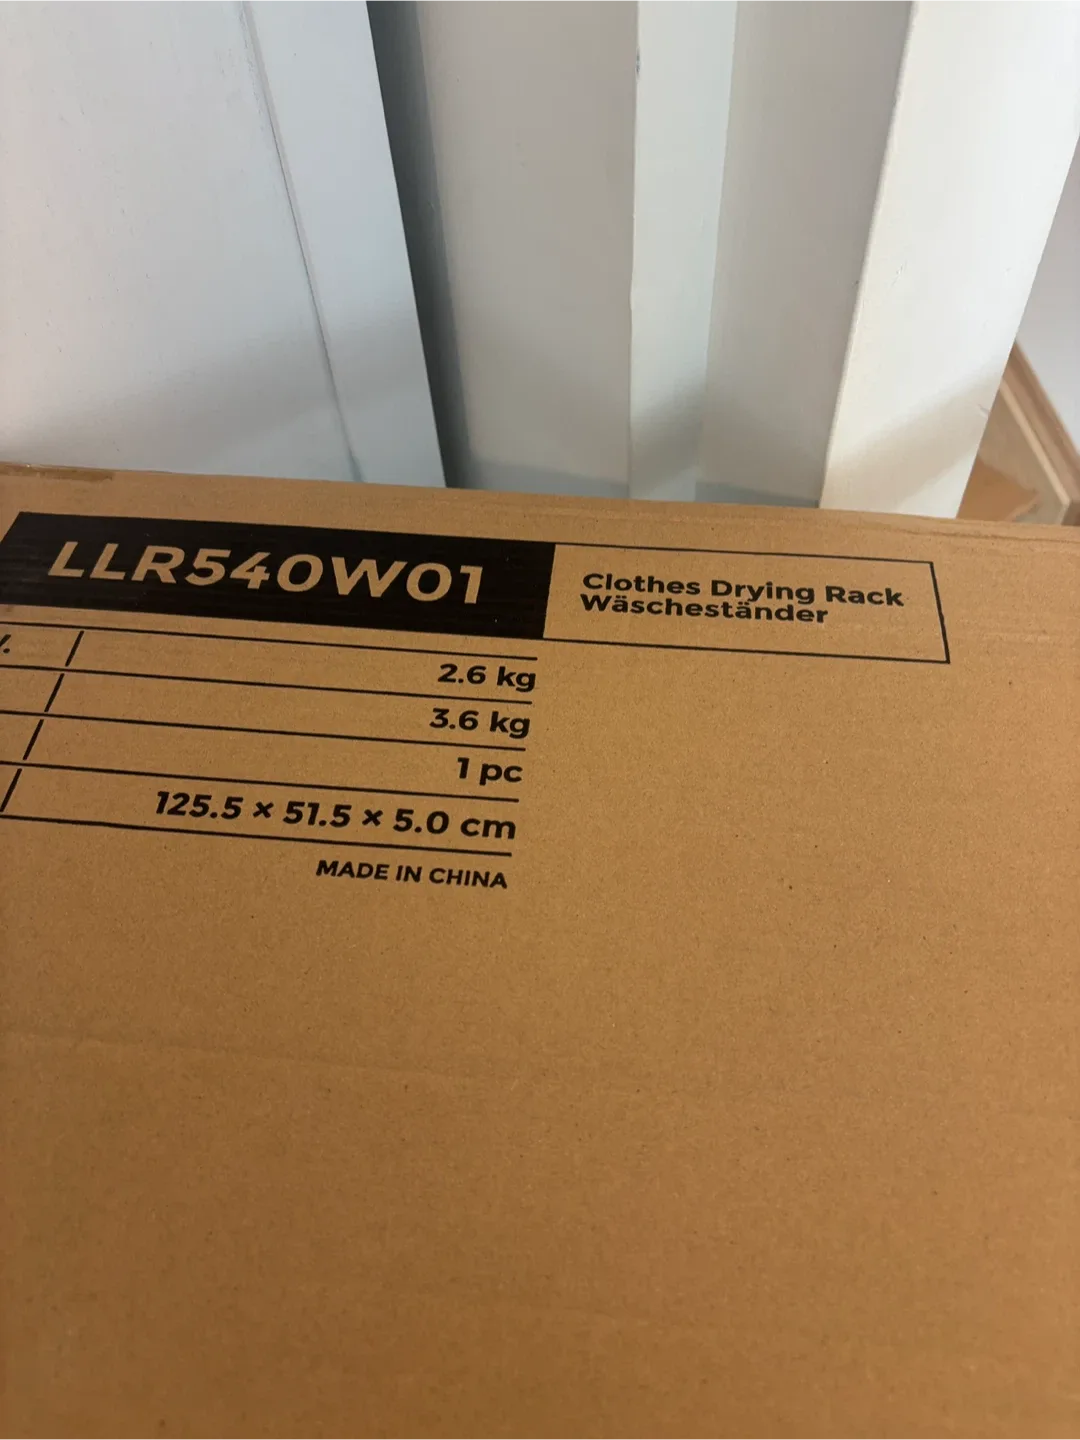 LLR540W01
Clothes Drying Rack
Wäscheständer
2.6 kg
3.6 kg
1 pc
125.5 × 51.5 × 5.0 cm
MADE IN CHINA